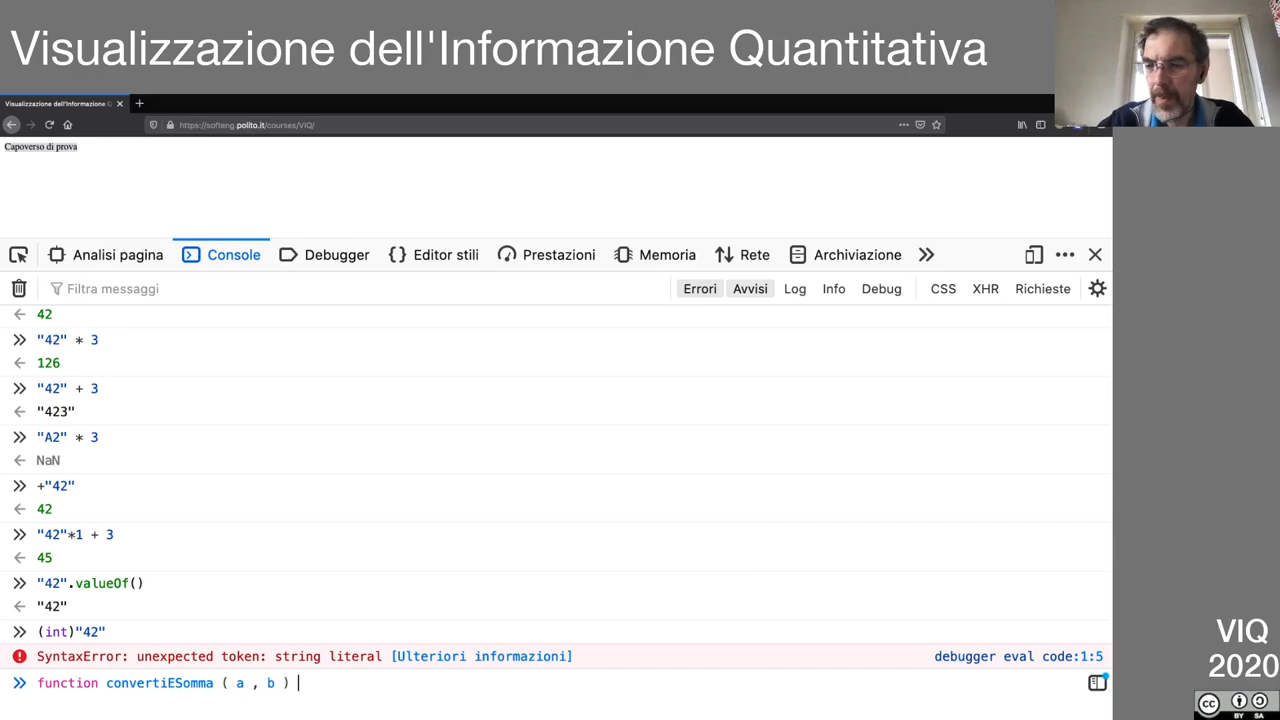 Visualizzazione dell'Informazione Quantitativa
Visualizzazione dell'Informazione Q
https://softeng.polito.it/courses/VIQ/
Capoverso di prova
Analisi pagina Console Debugger Editor stili Prestazioni Memoria Rete Archiviazione
Filtra messaggi Errori Avvisi Log Info Debug CSS XHR Richieste
42
"42" * 3
126
"42" + 3
"423"
"A2" * 3
NaN
+"42"
42
"42"*1 + 3
45
"42".valueOf()
"42"
(int)"42"
SyntaxError: unexpected token: string literal [Ulteriori informazioni] debugger eval code:1:5
function convertiESomma ( a , b )
VIQ
2020
cc
BY SA